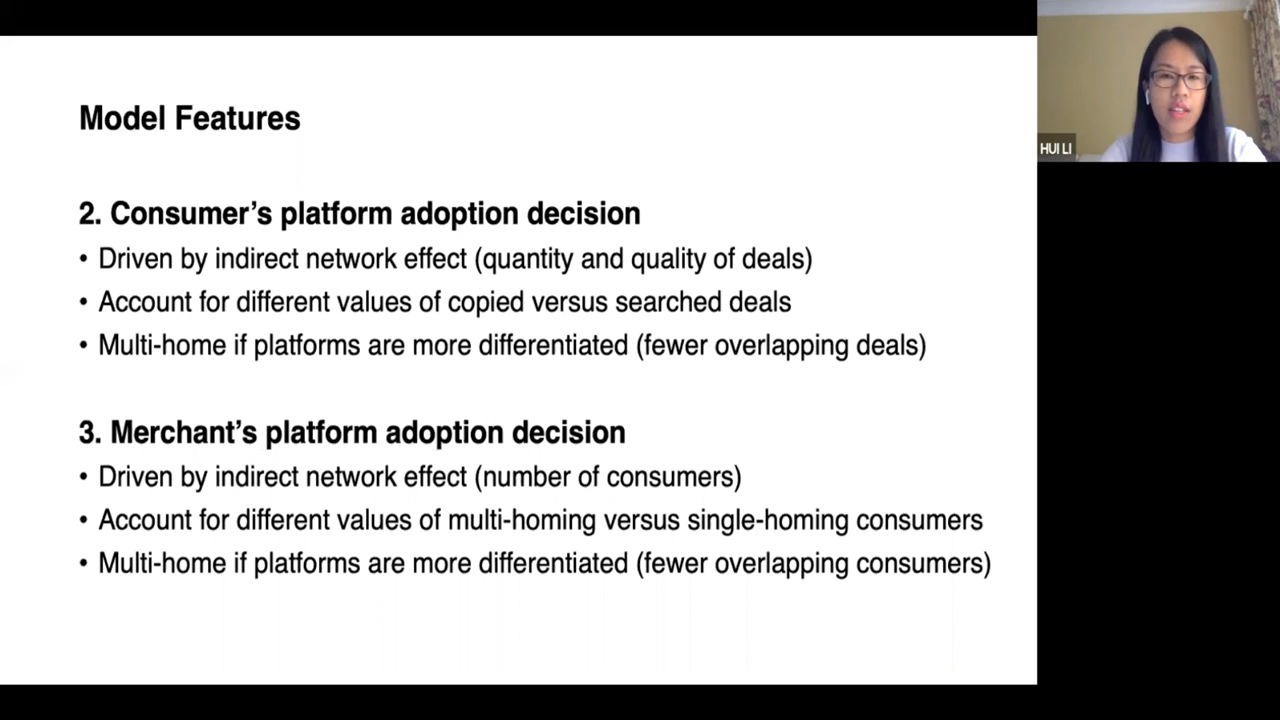 Model Features
2. Consumer’s platform adoption decision
• Driven by indirect network effect (quantity and quality of deals)
• Account for different values of copied versus searched deals
• Multi-home if platforms are more differentiated (fewer overlapping deals)
3. Merchant’s platform adoption decision
• Driven by indirect network effect (number of consumers)
• Account for different values of multi-homing versus single-homing consumers
• Multi-home if platforms are more differentiated (fewer overlapping consumers)
HUI LI